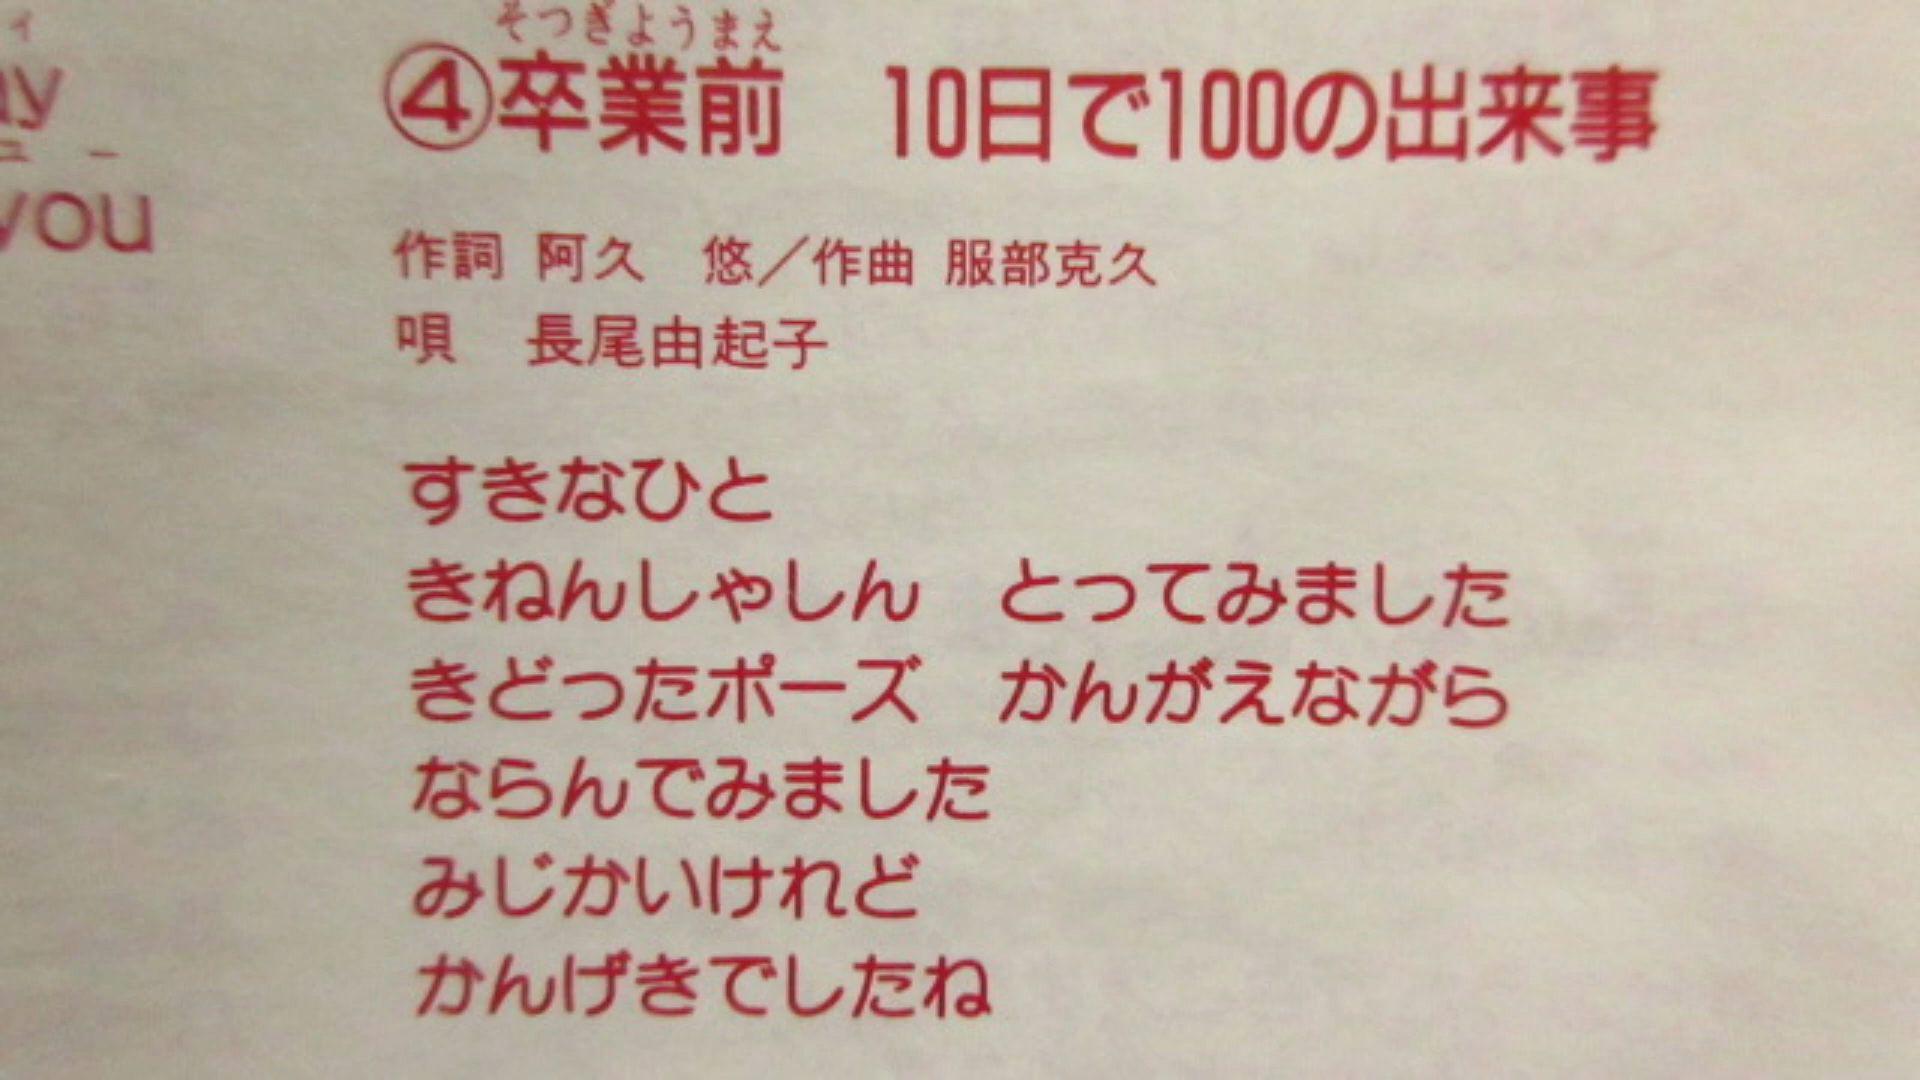 そつぎようまえ
④卒業前　10日で100の出来事
作詞 阿久　悠／作曲 服部克久
唄　長尾由起子
すきなひと
きねんしゃしん　とってみました
きどったポーズ　かんがえながら
ならんでみました
みじかいけれど
かんげきでしたね
you